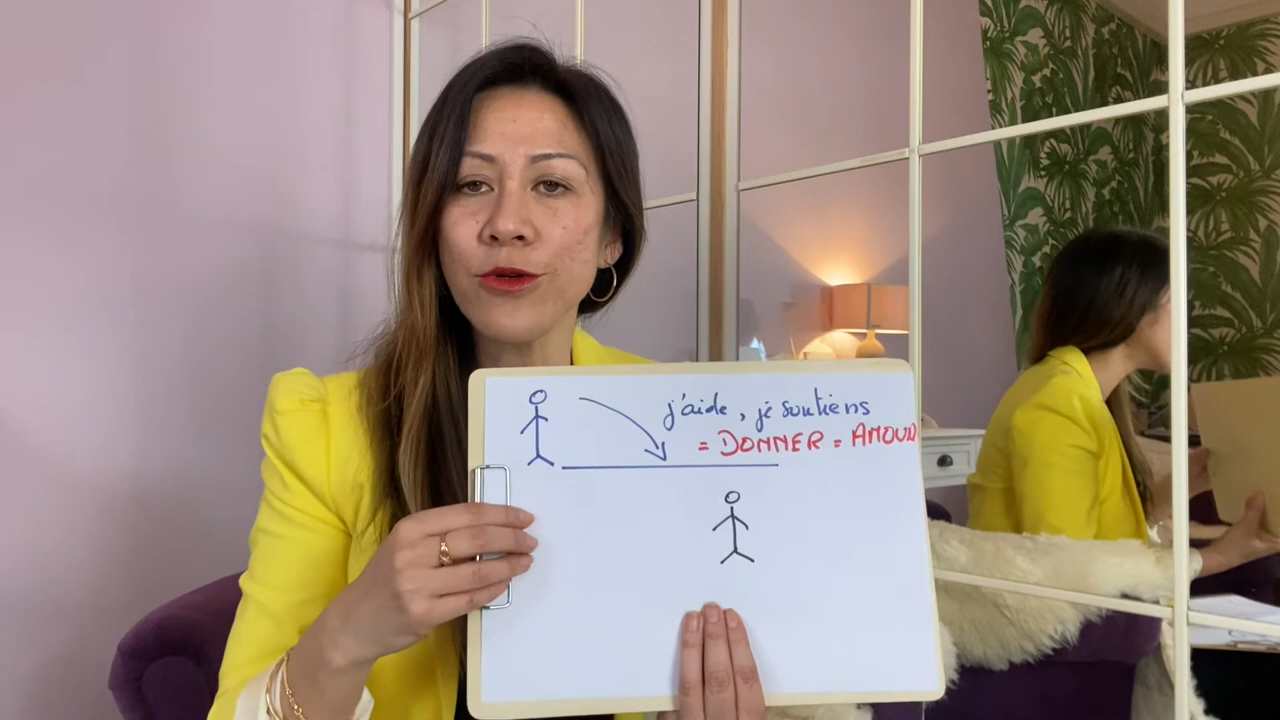 j'aide, je soutiens
= DONNER = AMOUR